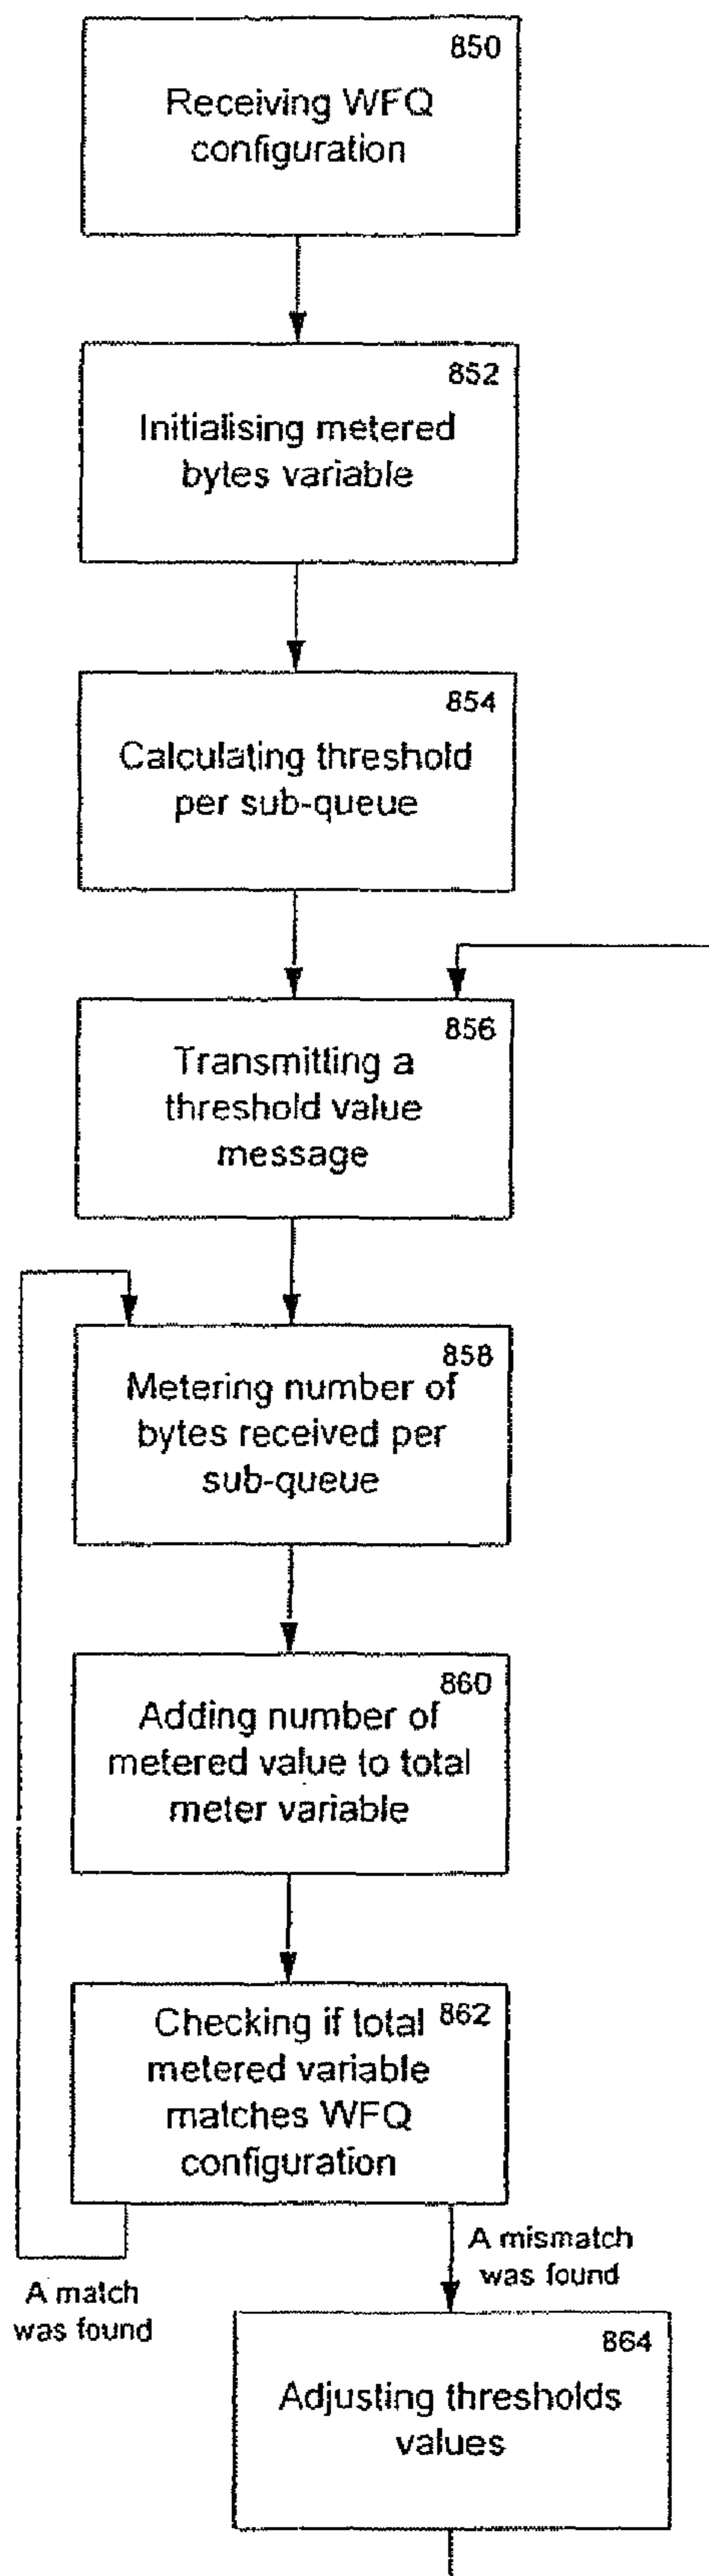 850
Receiving WFQ
configuration
852
Initialising metered
bytes variable
854
Calculating threshold
per sub-queue
856
Transmitting a
threshold value
message
858
Metering number of
bytes received per
sub-queue
860
Adding number of
metered value to total
meter variable
862
Checking if total
metered variable
matches WFQ
configuration
A mismatch
was found
A match
was found
864
Adjusting thresholds
values